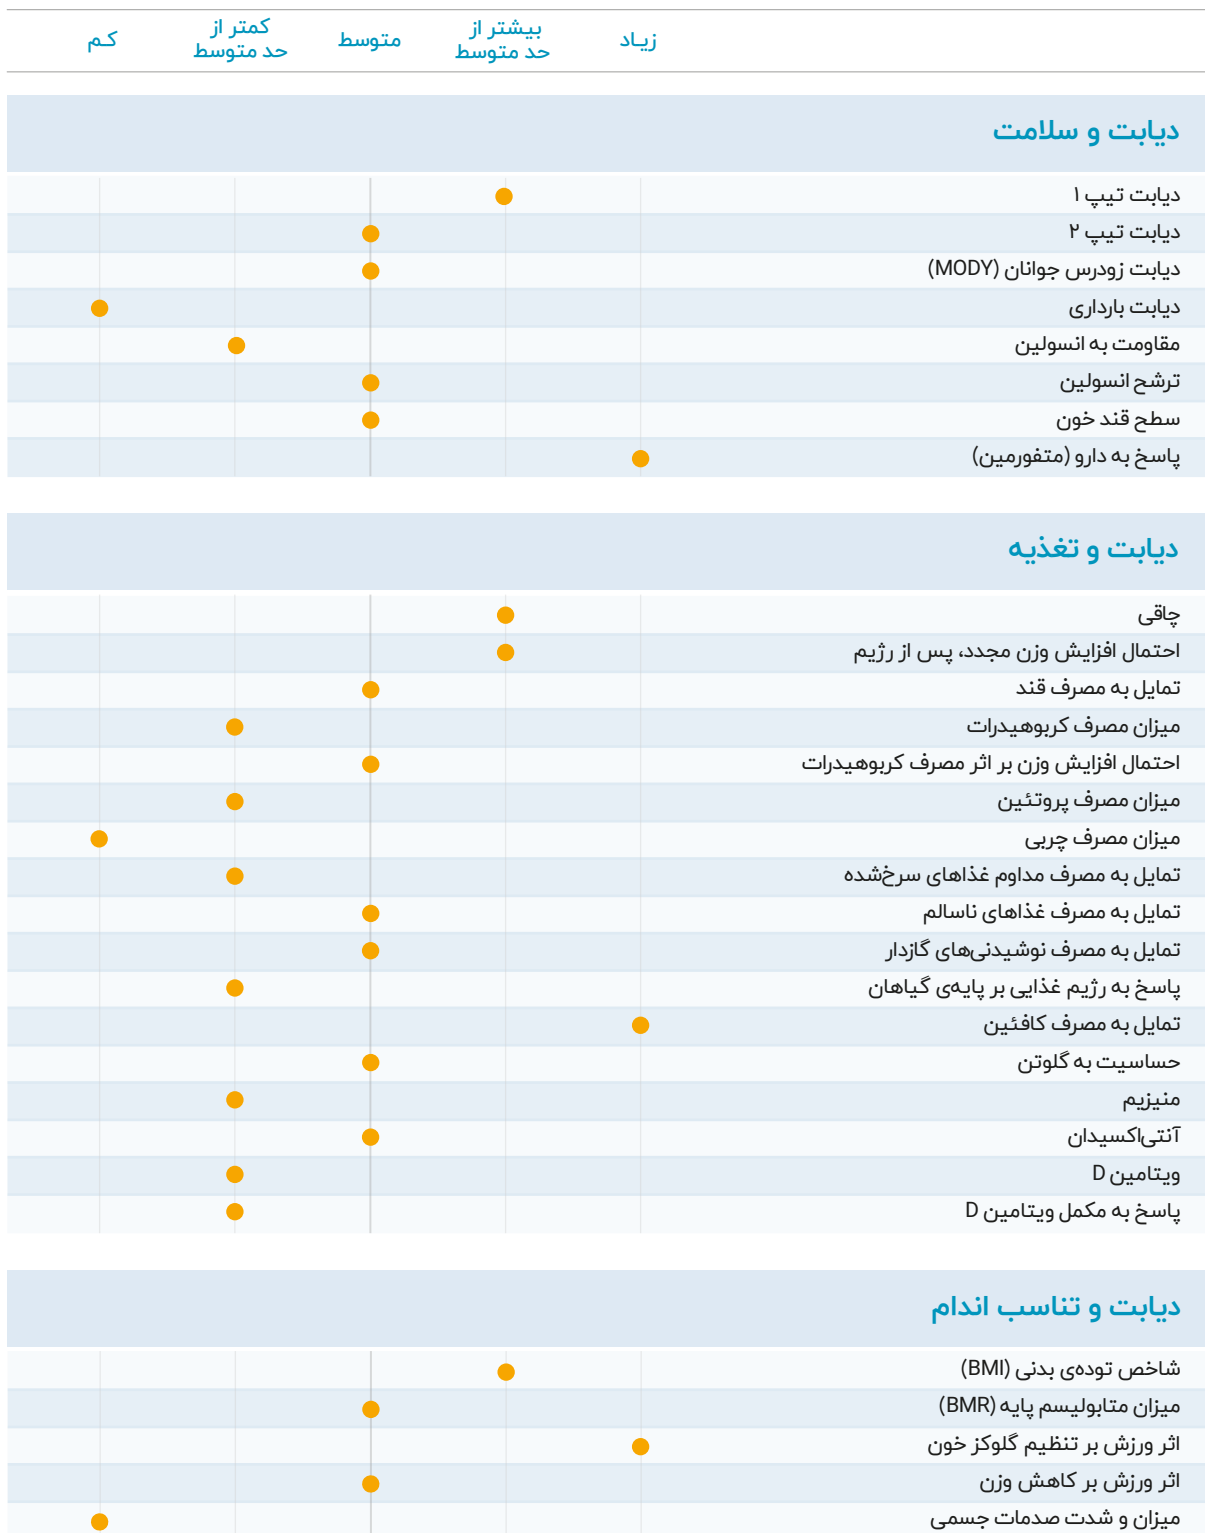 زیـاد
بیشتر از
حد متوسط
متوسط
کمتر از
حد متوسط
کـم
دیابت و سلامت
دیابت تیپ ۱
دیابت تیپ ۲
دیابت زودرس جوانان (MODY)
دیابت بارداری
مقاومت به انسولین
ترشح انسولین
سطح قند خون
پاسخ به دارو (متفورمین)
دیابت و تغذیه
چاقی
احتمال افزایش وزن مجدد، پس از رژیم
تمایل به مصرف قند
میزان مصرف کربوهیدرات
احتمال افزایش وزن بر اثر مصرف کربوهیدرات
میزان مصرف پروتئین
میزان مصرف چربی
تمایل به مصرف مداوم غذاهای سرخ‌شده
تمایل به مصرف غذاهای ناسالم
تمایل به مصرف نوشیدنی‌های گازدار
پاسخ به رژیم غذایی بر پایه‌ی گیاهان
تمایل به مصرف کافئین
حساسیت به گلوتن
منیزیم
آنتی‌اکسیدان
ویتامین D
پاسخ به مکمل ویتامین D
دیابت و تناسب اندام
شاخص توده‌ی بدنی (BMI)
میزان متابولیسم پایه (BMR)
اثر ورزش بر تنظیم گلوکز خون
اثر ورزش بر کاهش وزن
میزان و شدت صدمات جسمی